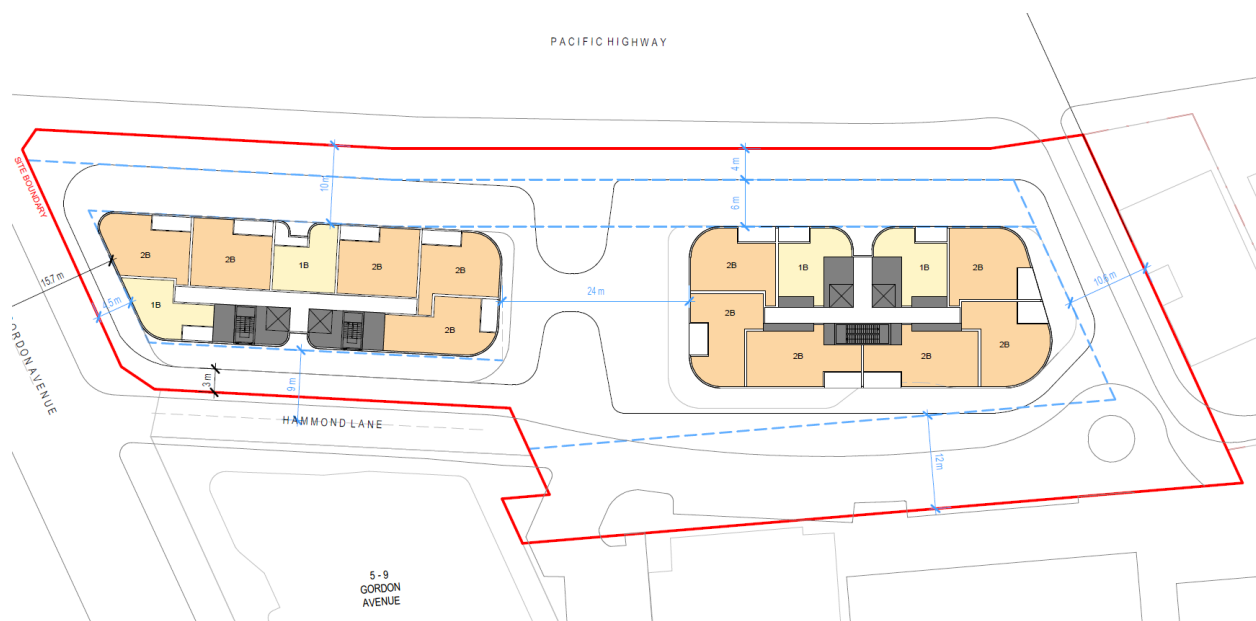 PACIFIC HIGHWAY
SITE BOUNDARY
10 m
4 m
6 m
2B
2B
1B
2B
2B
1B
2B
2B
1B
1B
2B
2B
2B
2B
2B
15.7 m
4.5 m
24 m
10.6 m
3 m
9 m
12 m
GORDON AVENUE
HAMMOND LANE
5 - 9
GORDON
AVENUE